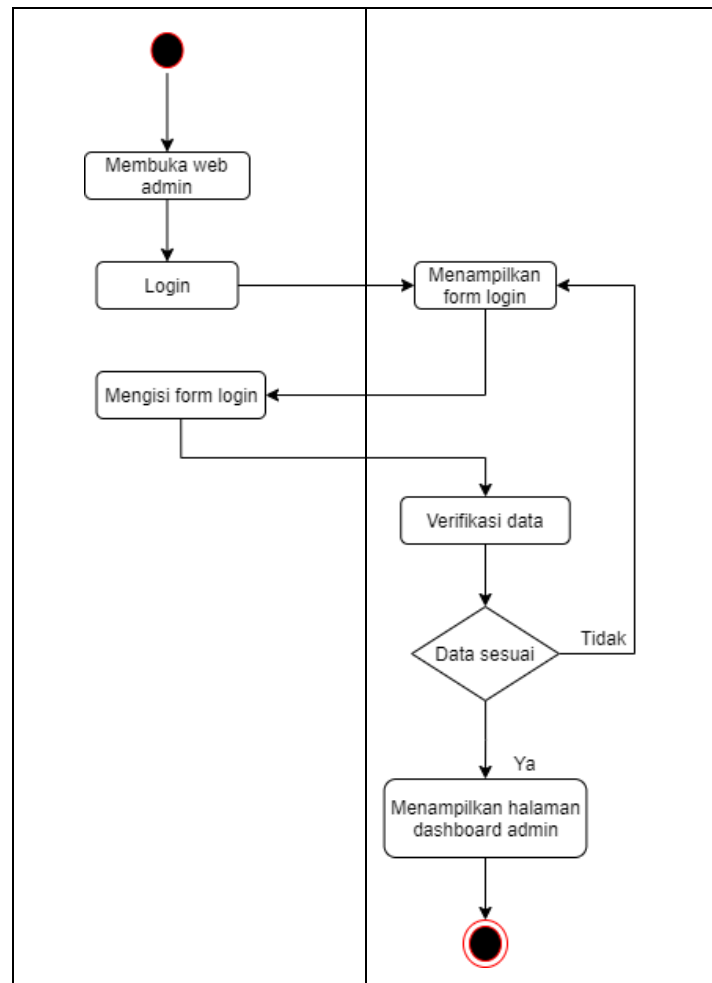 Membuka web
admin
Login
Menampilkan
form login
Mengisi form login
Verifikasi data
Data sesuai
Tidak
Ya
Menampilkan halaman
dashboard admin